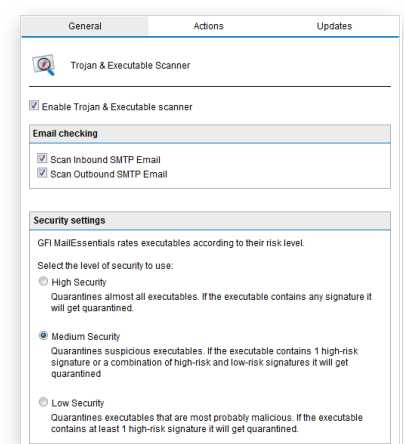 General Actions Updates
Trojan & Executable Scanner
Enable Trojan & Executable scanner
Email checking
Scan Inbound SMTP Email
Scan Outbound SMTP Email
Security settings
GFI MailEssentials rates executables according to their risk level.
Select the level of security to use:
High Security
Quarantines almost all executables. If the executable contains any signature it
will get quarantined.
Medium Security
Quarantines suspicious executables. If the executable contains 1 high-risk
signature or a combination of high-risk and low-risk signatures it will get
quarantined
Low Security
Quarantines executables that are most probably malicious. If the executable
contains at least 1 high-risk signature it will get quarantined.